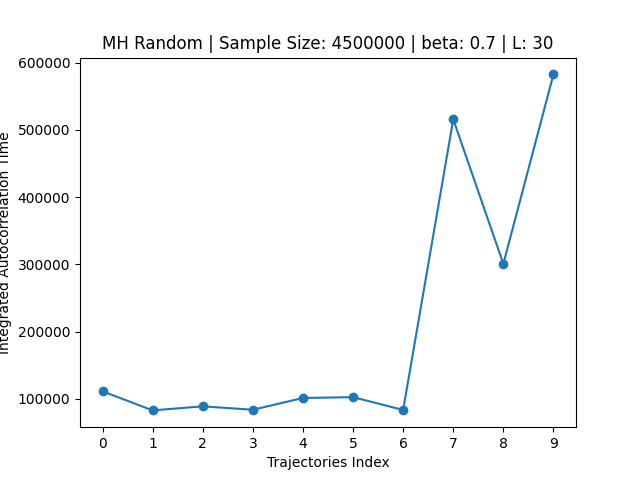 MH Random | Sample Size: 4500000 | beta: 0.7 | L: 30
Integrated Autocorrelation Time
600000
500000
400000
300000
200000
100000
0 1 2 3 4 5 6 7 8 9
Trajectories Index